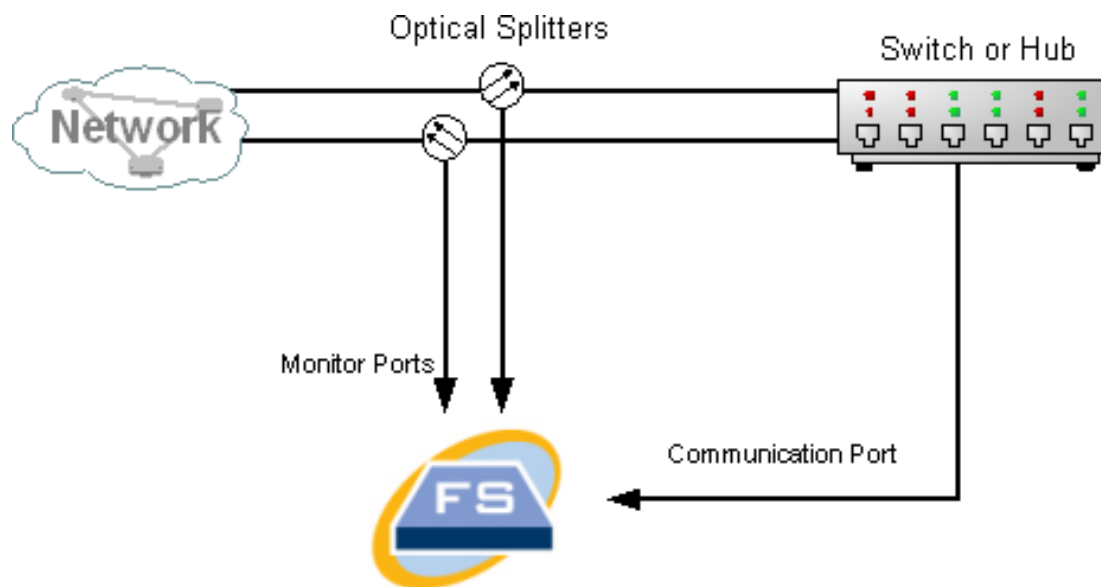 Optical Splitters
Switch or Hub
Network
Monitor Ports
Communication Port
FS